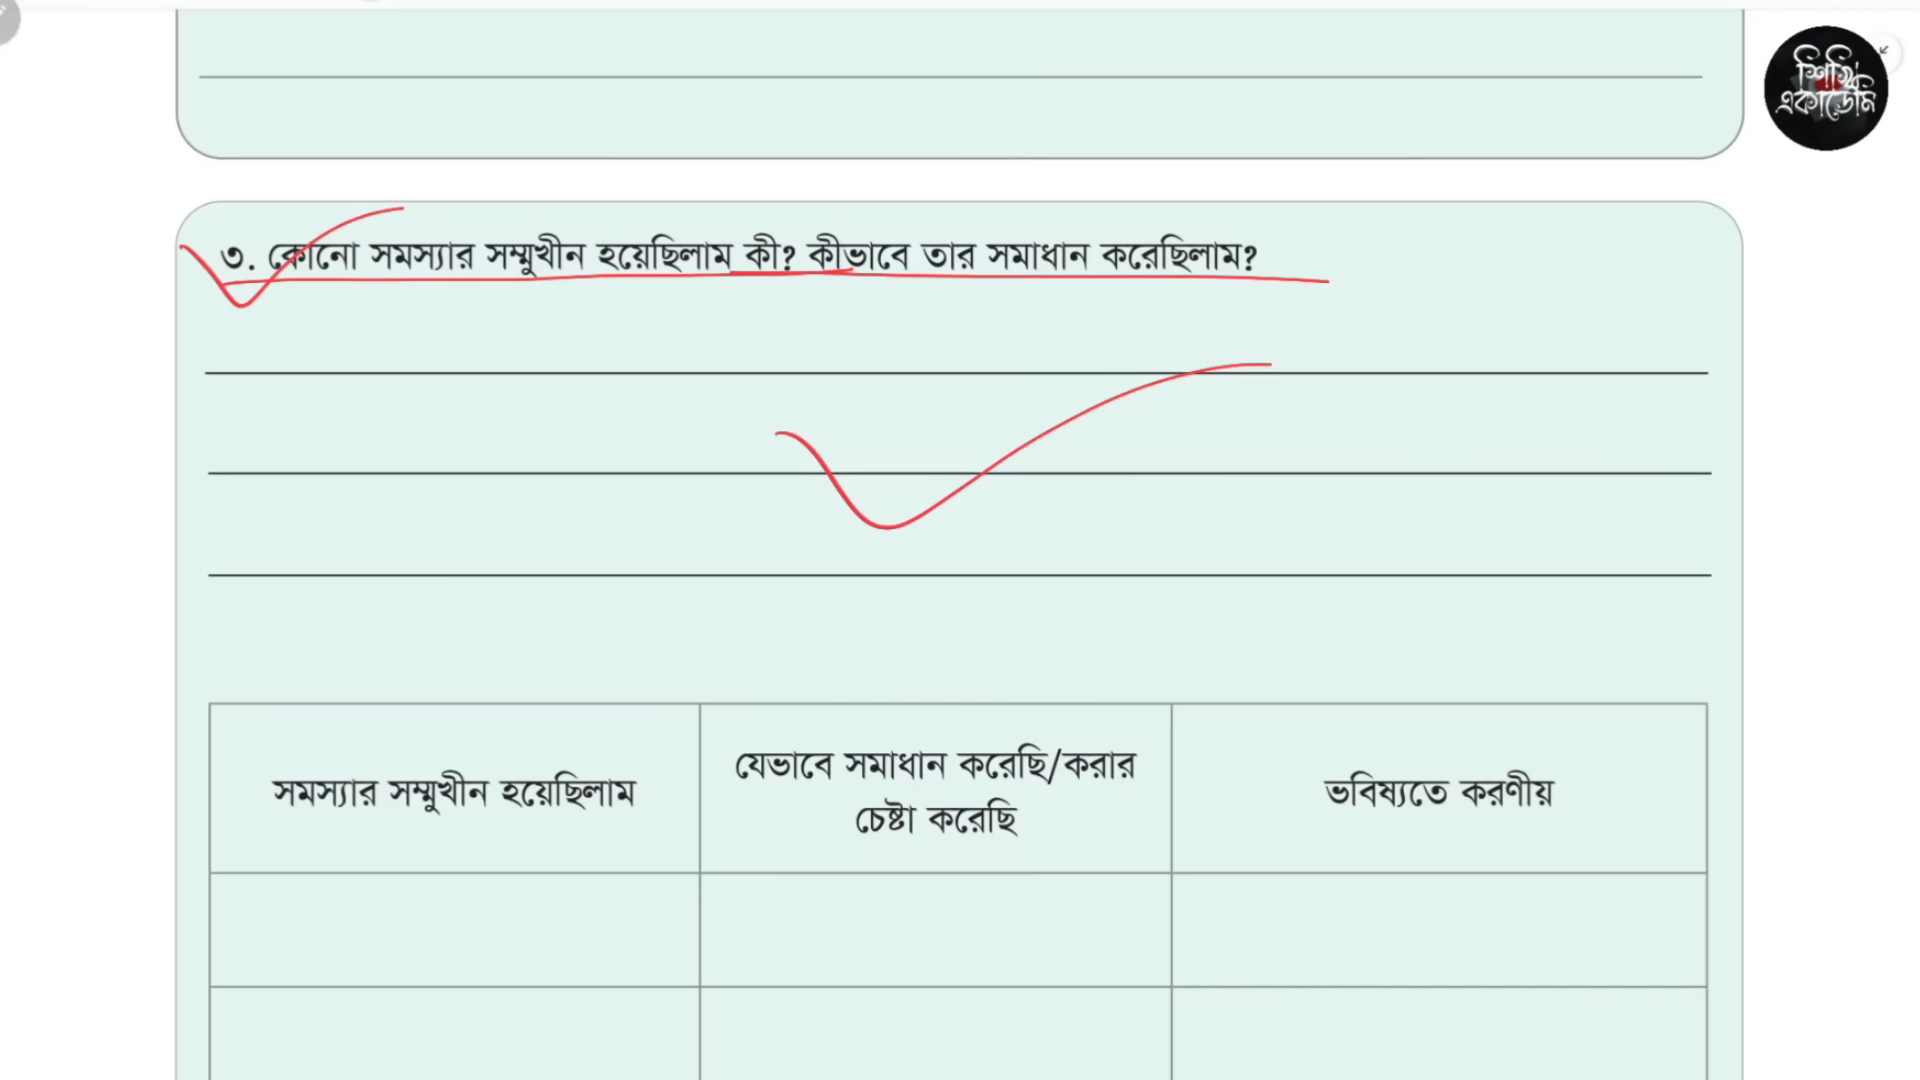 শিখি
একাডেমি
৩. কোনো সমস্যার সম্মুখীন হয়েছিলাম কী? কীভাবে তার সমাধান করেছিলাম?
সমস্যার সম্মুখীন হয়েছিলাম
যেভাবে সমাধান করেছি/করার
চেষ্টা করেছি
ভবিষ্যতে করণীয়